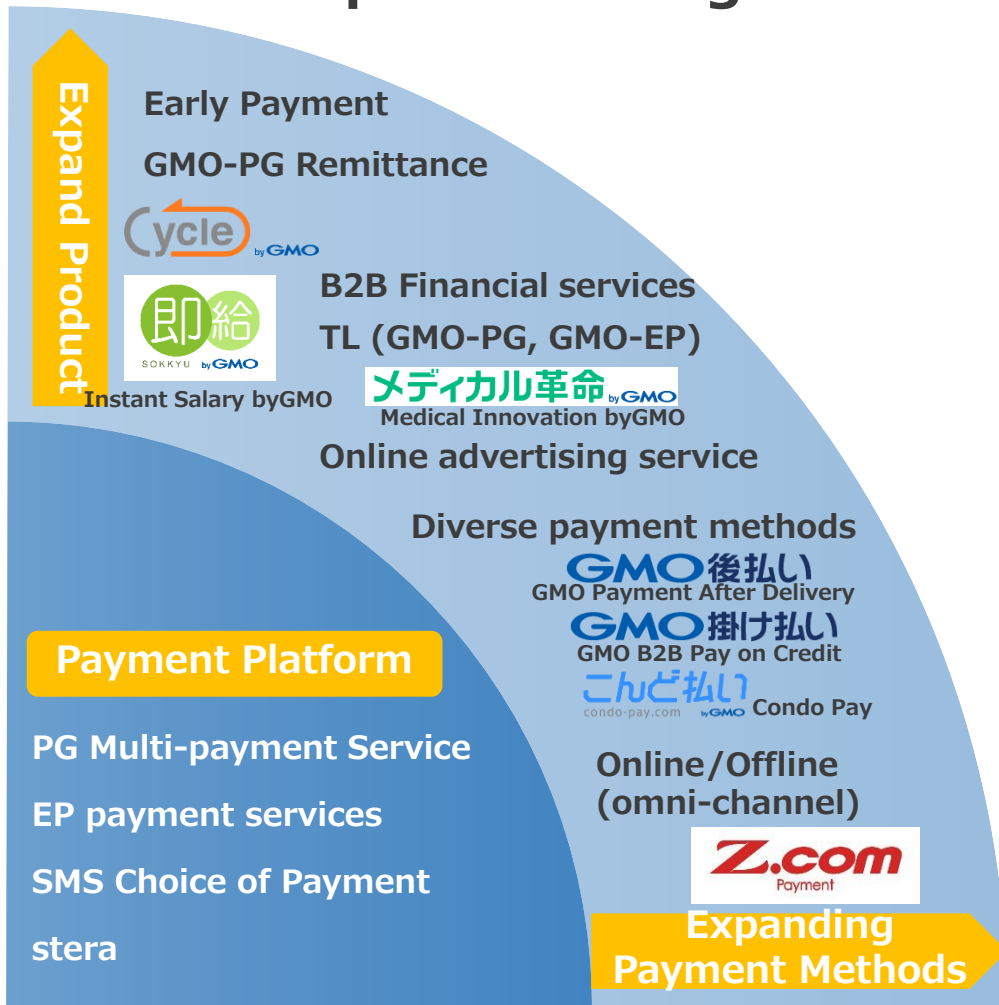 Expand Product
Early Payment
GMO-PG Remittance
Cycle
byGMO
即給
SOKKYU byGMO
Instant Salary byGMO
B2B Financial services
TL (GMO-PG, GMO-EP)
メディカル革命 byGMO
Medical Innovation byGMO
Online advertising service
Diverse payment methods
GMO後払い
GMO Payment After Delivery
GMO掛け払い
GMO B2B Pay on Credit
こんど払い
condo-pay.com byGMO Condo Pay
Online/Offline
(omni-channel)
Z.com
Payment
Payment Platform
PG Multi-payment Service
EP payment services
SMS Choice of Payment
stera
Expanding
Payment Methods